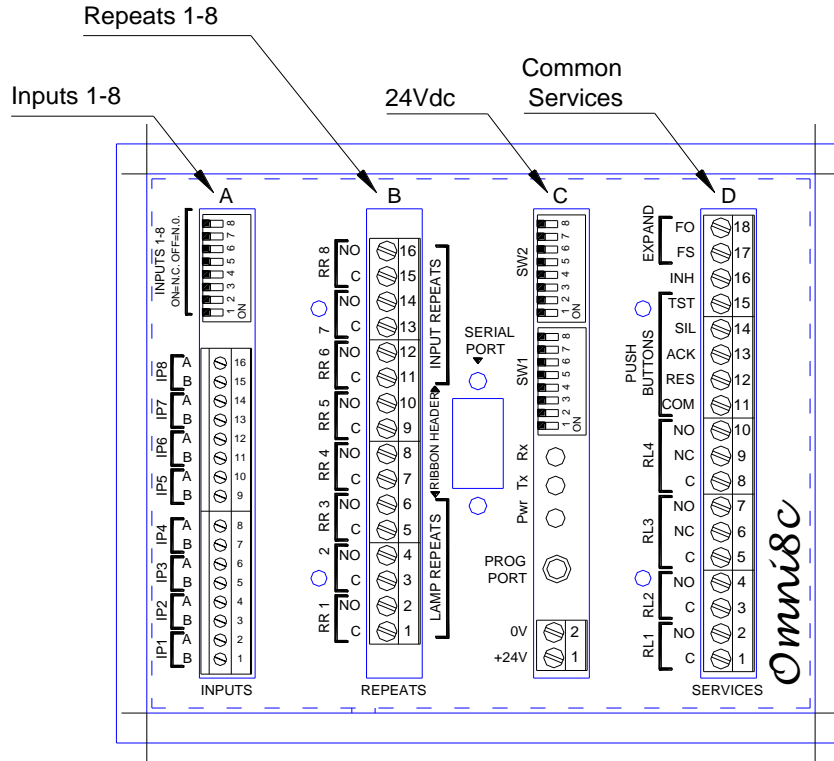 Repeats 1-8
Inputs 1-8
24Vdc
Common
Services
A
B
C
D
INPUTS 1-8
ON=N.C. OFF=N.0.
8
7
6
5
4
3
2
1
ON
IP8
A
16
B
15
IP7
A
14
B
13
IP6
A
12
B
11
IP5
A
10
B
9
IP4
A
8
B
7
IP3
A
6
B
5
IP2
A
4
B
3
IP1
A
2
B
1
INPUTS
RR 8
NO
16
C
15
7
NO
14
C
13
RR 6
NO
12
C
11
RR 5
NO
10
C
9
RR 4
NO
8
C
7
RR 3
NO
6
C
5
2
NO
4
C
3
RR 1
NO
2
C
1
INPUT REPEATS
RIBBON HEADER
LAMP REPEATS
REPEATS
SERIAL
PORT
SW2
8
7
6
5
4
3
2
1
ON
SW1
8
7
6
5
4
3
2
1
ON
Rx
Tx
Pwr
PROG
PORT
0V
2
+24V
1
EXPAND
FO
18
FS
17
INH
16
PUSH
BUTTONS
TST
15
SIL
14
ACK
13
RES
12
COM
11
RL4
NO
10
NC
9
C
8
RL3
NO
7
NC
6
C
5
RL2
NO
4
C
3
RL1
NO
2
C
1
SERVICES
Omni8c